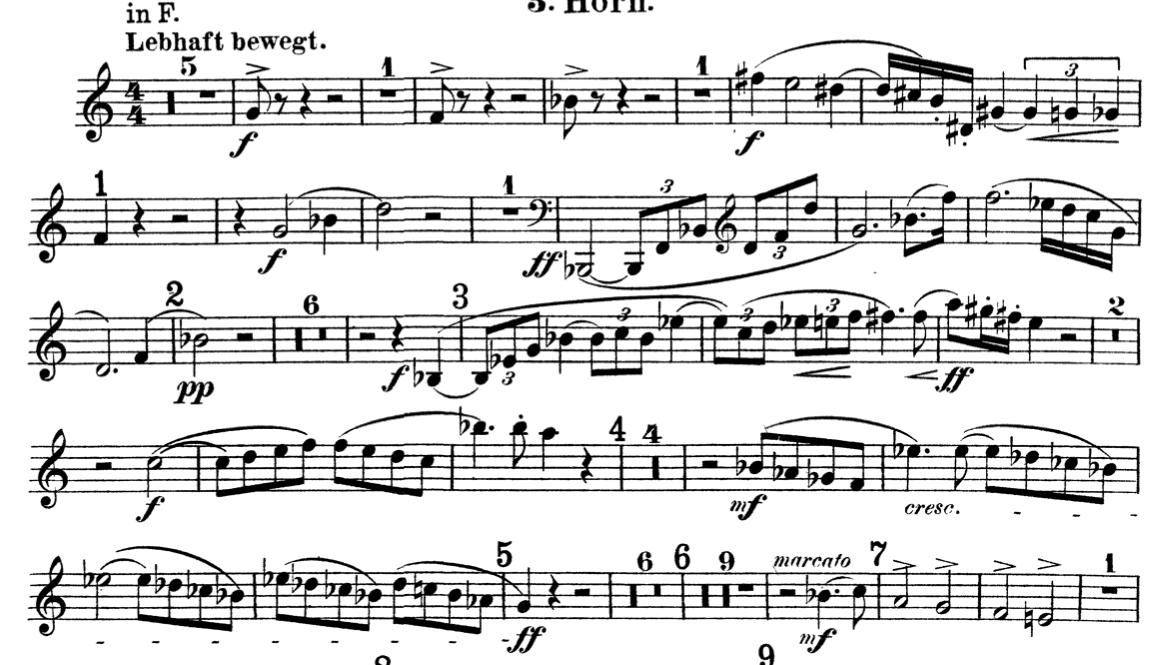 3. Horn.
in F.
Lebhaft bewegt.
5 1 1 3
f f
1 1 3 3
f ff
2 6 3 3 3 3 3 2
pp f ff
4 4
f mf cresc.
5 6 6 9 marcato 7 1
ff mf
8 9